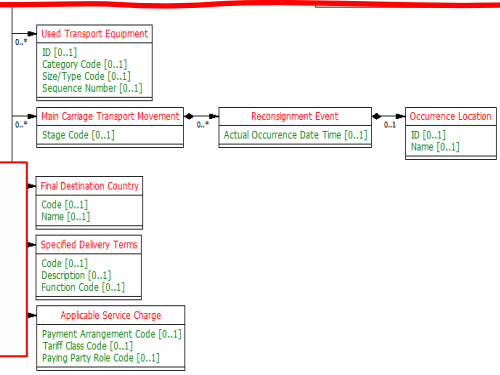 Used Transport Equipment
0..*
ID [0..1]
Category Code [0..1]
Size/Type Code [0..1]
Sequence Number [0..1]
Main Carriage Transport Movement
Reconsignment Event
Occurrence Location
0..*
0..*
0..1
Stage Code [0..1]
Actual Occurrence Date Time [0..1]
ID [0..1]
Name [0..1]
Final Destination Country
Code [0..1]
Name [0..1]
Specified Delivery Terms
Code [0..1]
Description [0..1]
Function Code [0..1]
Applicable Service Charge
Payment Arrangement Code [0..1]
Tariff Class Code [0..1]
Paying Party Role Code [0..1]